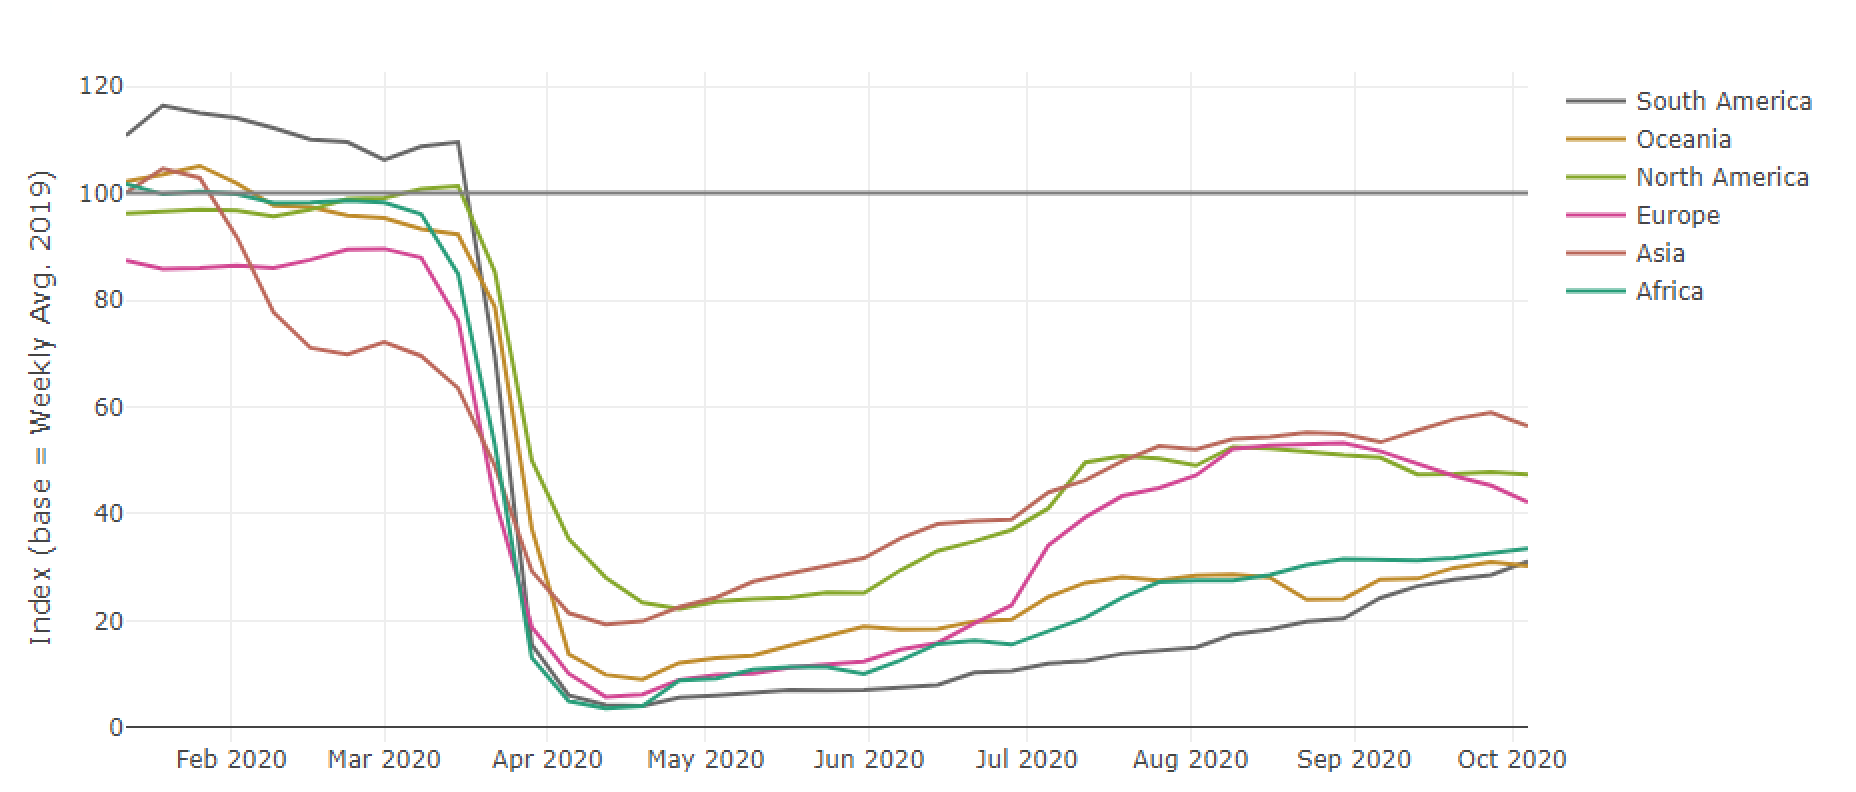 Index (base = Weekly Avg. 2019)
120
100
80
60
40
20
0
Feb 2020
Mar 2020
Apr 2020
May 2020
Jun 2020
Jul 2020
Aug 2020
Sep 2020
Oct 2020
South America
Oceania
North America
Europe
Asia
Africa